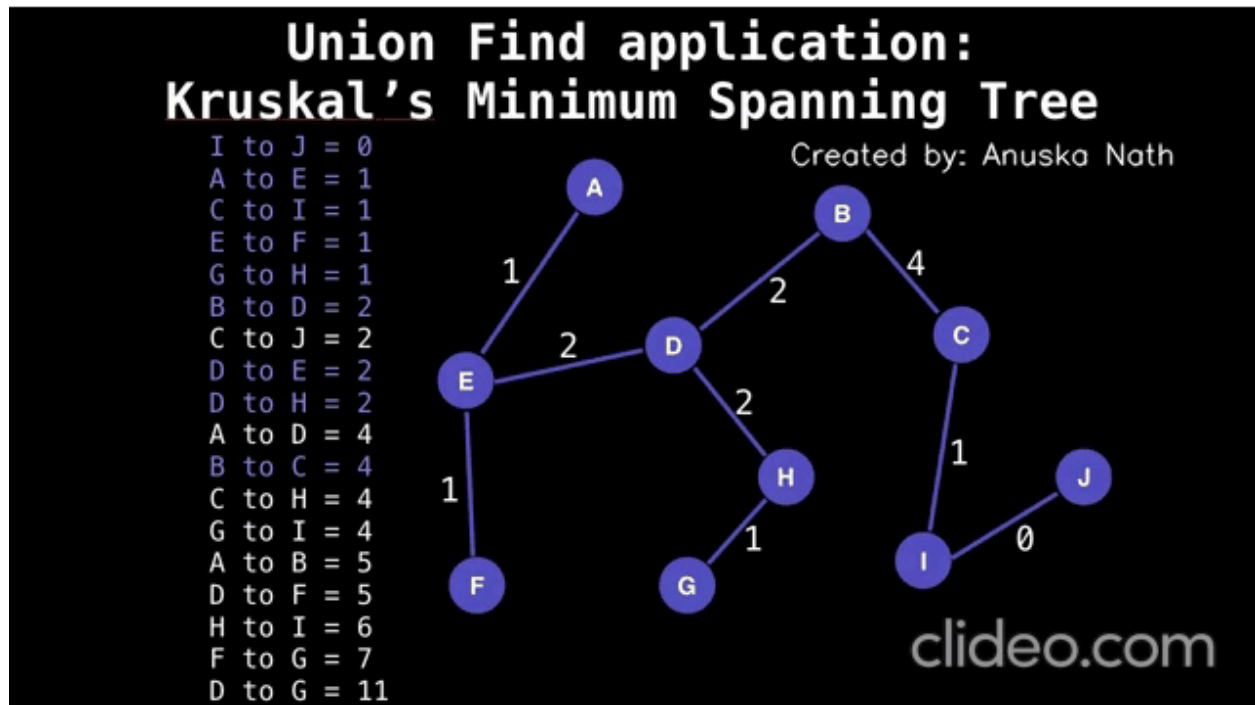 Union Find application:
Kruskal’s Minimum Spanning Tree
Created by: Anuska Nath
I to J = 0
A to E = 1
C to I = 1
E to F = 1
G to H = 1
B to D = 2
C to J = 2
D to E = 2
D to H = 2
A to D = 4
B to C = 4
C to H = 4
G to I = 4
A to B = 5
D to F = 5
H to I = 6
F to G = 7
D to G = 11
A
B
1
4
2
2
D
C
E
2
1
1
H
J
1
0
I
F
G
clideo.com